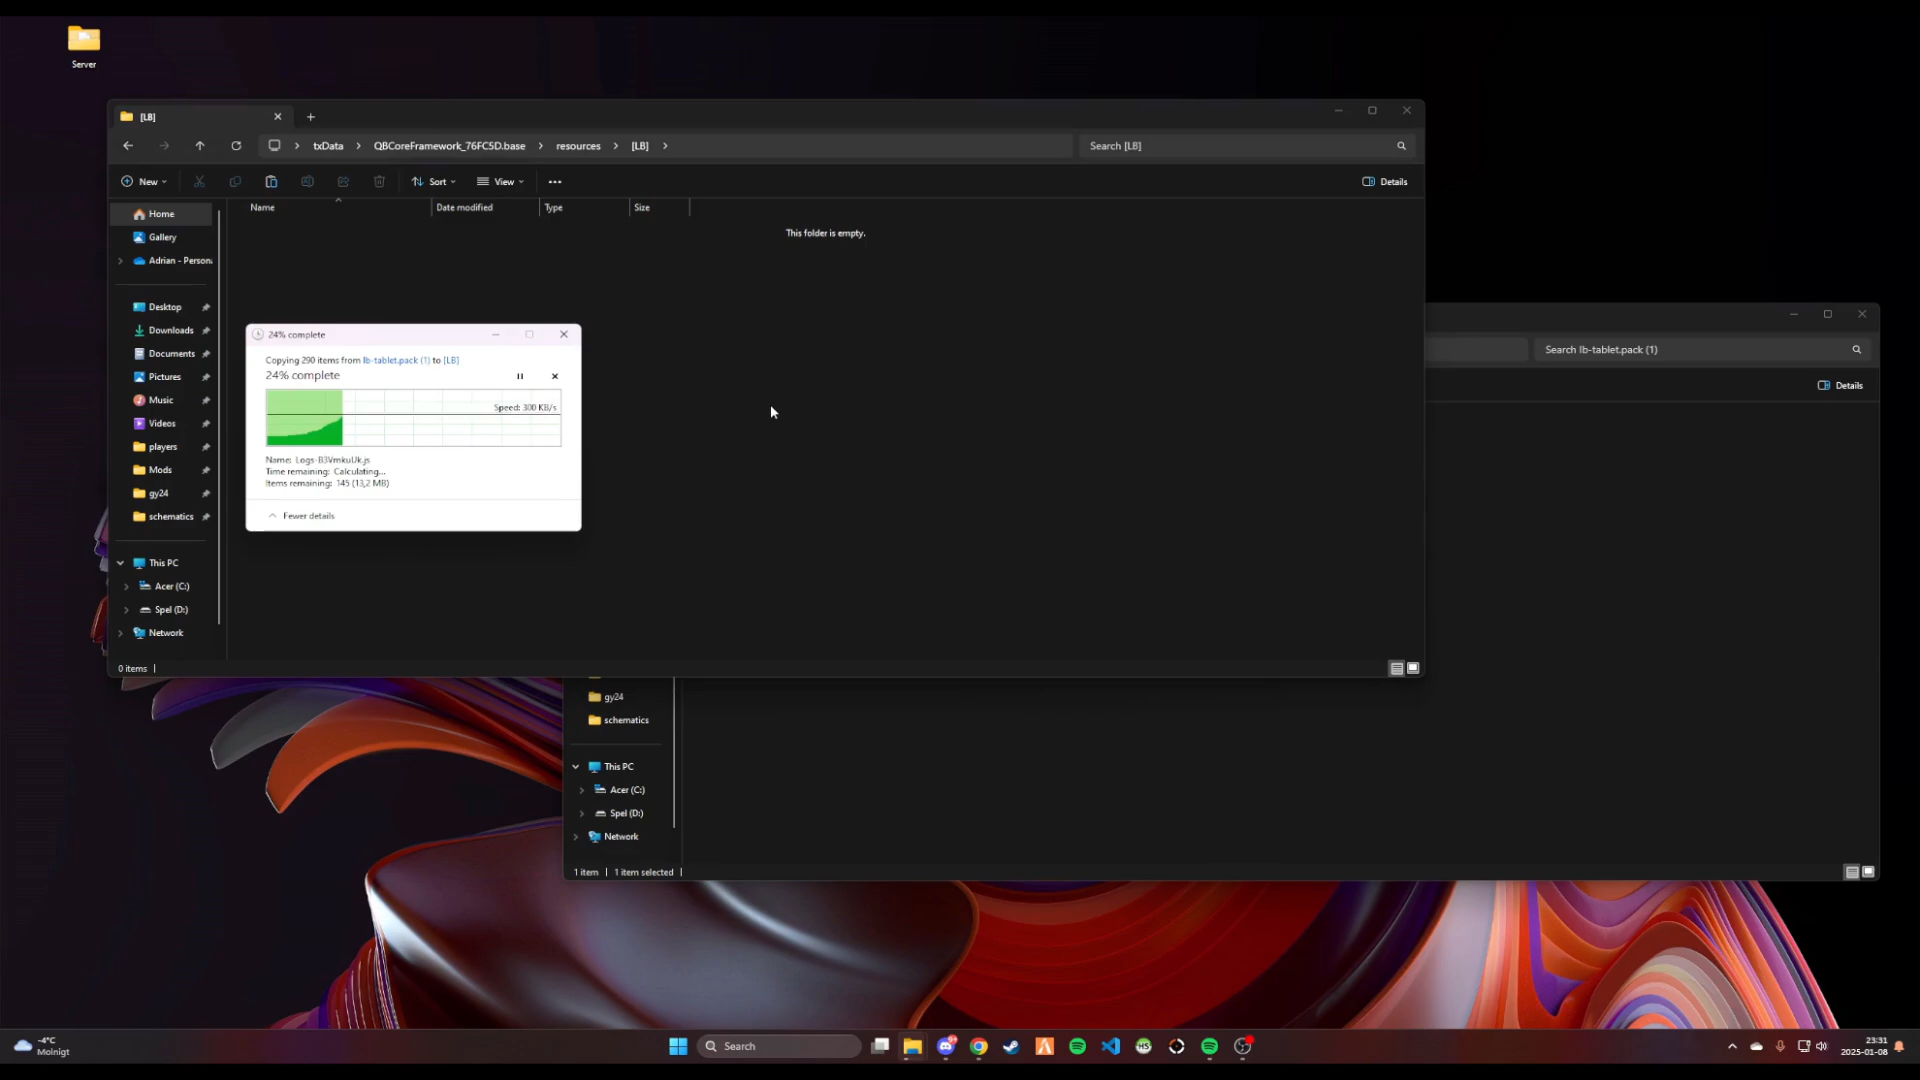 Server
[LB]
txData
QBCoreFramework_76FC5D.base
resources
[LB]
Search [LB]
New
Sort
View
Details
Name
Date modified
Type
Size
This folder is empty.
Home
Gallery
Adrian - Persona
Desktop
Downloads
Documents
Pictures
Music
Videos
players
Mods
gy24
schematics
This PC
Acer (C:)
Spel (D:)
Network
0 items
24% complete
Copying 290 items from lb-tablet.pack (1) to [LB]
24% complete
Speed: 300 KB/s
Name: Logs-B3VmkuUk.js
Time remaining: Calculating...
Items remaining: 145 (13,2 MB)
Fewer details
Search lb-tablet.pack (1)
Details
gy24
schematics
This PC
Acer (C:)
Spel (D:)
Network
1 item
1 item selected
-4°C
Molnigt
Search
23:31
2025-01-08